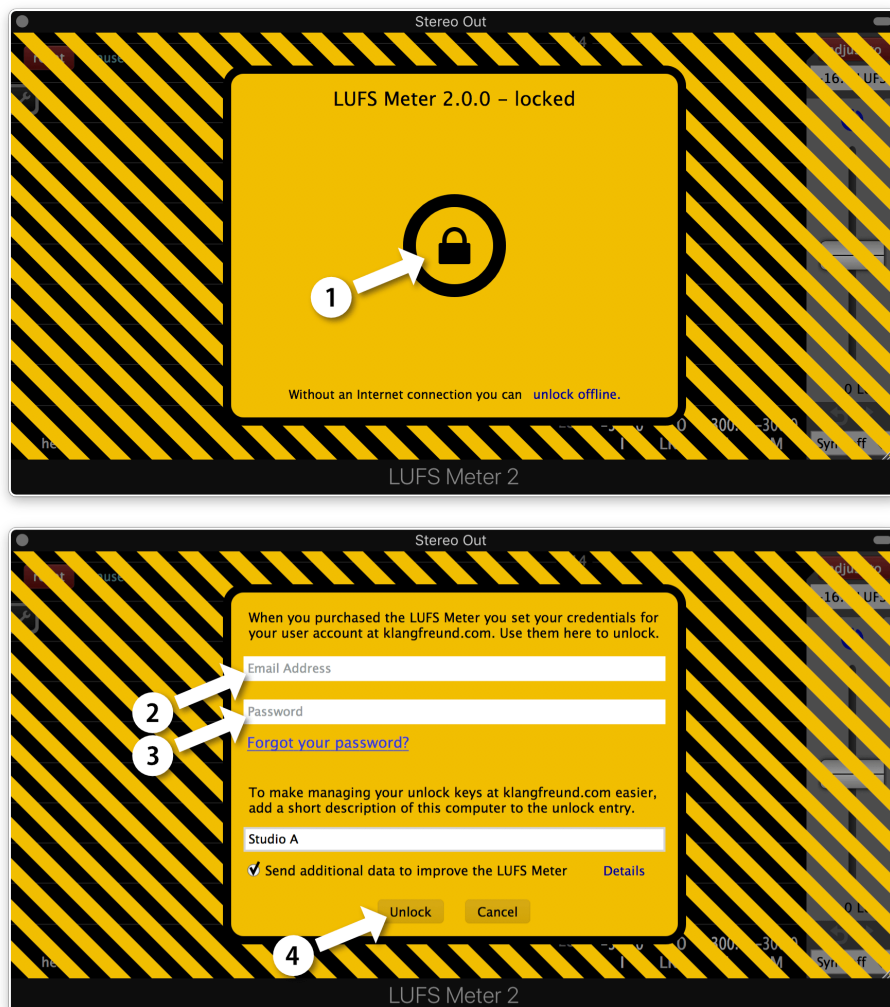 Stereo Out
LUFS Meter 2.0.0 – locked
1
Without an Internet connection you can unlock offline.
LUFS Meter 2
Stereo Out
When you purchased the LUFS Meter you set your credentials for
your user account at klangfreund.com. Use them here to unlock.
Email Address
2
Password
3
Forgot your password?
To make managing your unlock keys at klangfreund.com easier,
add a short description of this computer to the unlock entry.
Studio A
Send additional data to improve the LUFS Meter Details
Unlock Cancel
4
LUFS Meter 2